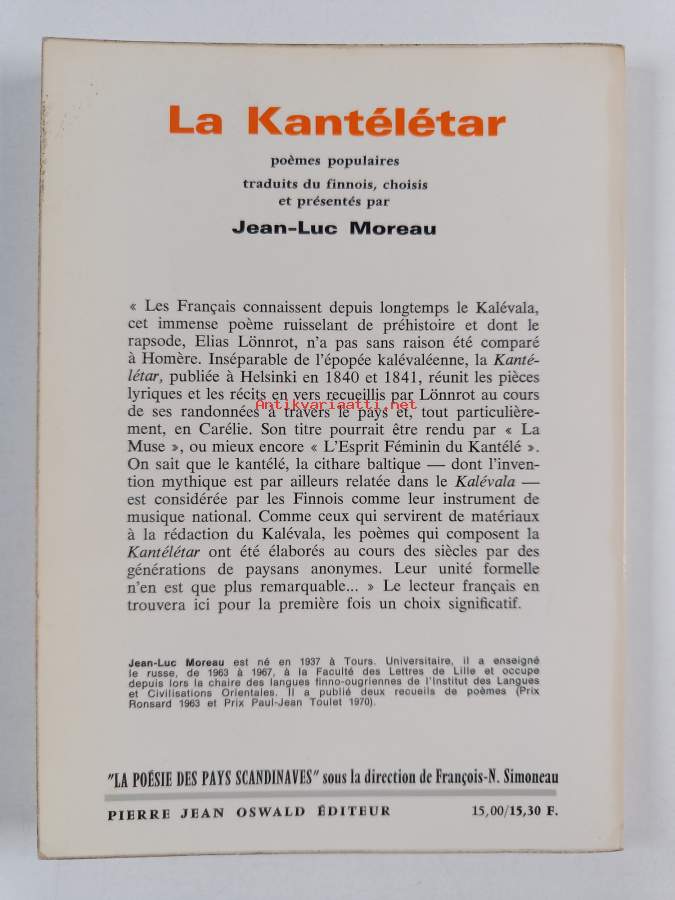 La Kantélétar
poèmes populaires
traduits du finnois, choisis
et présentés par
Jean-Luc Moreau
« Les Français connaissent depuis longtemps le Kalévala,
cet immense poème ruisselant de préhistoire et dont le
rapsode, Elias Lönnrot, n'a pas sans raison été comparé
à Homère. Inséparable de l'épopée kalévaléenne, la Kanté-
létar, publiée à Helsinki en 1840 et 1841, réunit les pièces
lyriques et les récits en vers recueillis par Lönnrot au cours
Antikvariaatti.net
de ses randonnées à travers le pays et, tout particulière-
ment, en Carélie. Son titre pourrait être rendu par « La
Muse », ou mieux encore « L'Esprit Féminin du Kantélé ».
On sait que le kantélé, la cithare baltique — dont l'inven-
tion mythique est par ailleurs relatée dans le Kalévala —
est considérée par les Finnois comme leur instrument de
musique national. Comme ceux qui servirent de matériaux
à la rédaction du Kalévala, les poèmes qui composent la
Kantélétar ont été élaborés au cours des siècles par des
générations de paysans anonymes. Leur unité formelle
n'en est que plus remarquable... » Le lecteur français en
trouvera ici pour la première fois un choix significatif.
Jean-Luc Moreau est né en 1937 à Tours. Universitaire, il a enseigné
le russe, de 1963 à 1967, à la Faculté des Lettres de Lille et occupe
depuis lors la chaire des langues finno-ougriennes de l'Institut des Langues
et Civilisations Orientales. Il a publié deux recueils de poèmes (Prix
Ronsard 1963 et Prix Paul-Jean Toulet 1970).
"LA POÉSIE DES PAYS SCANDINAVES" sous la direction de François-N. Simoneau
PIERRE JEAN OSWALD ÉDITEUR 15,00/15,30 F.